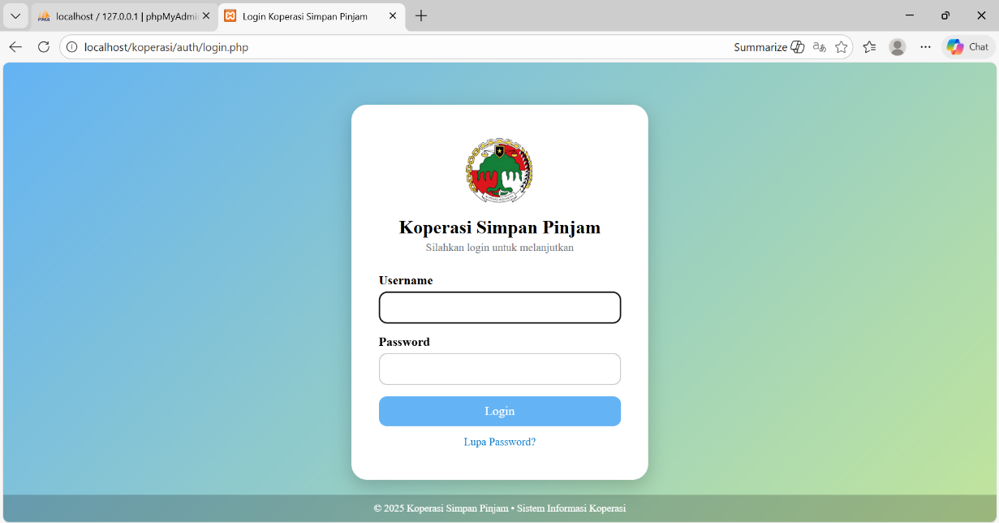 localhost / 127.0.0.1 | phpMyAdmi
Login Koperasi Simpan Pinjam
localhost/koperasi/auth/login.php
Summarize
Chat
Koperasi Simpan Pinjam
Silahkan login untuk melanjutkan
Username
Password
Login
Lupa Password?
© 2025 Koperasi Simpan Pinjam • Sistem Informasi Koperasi